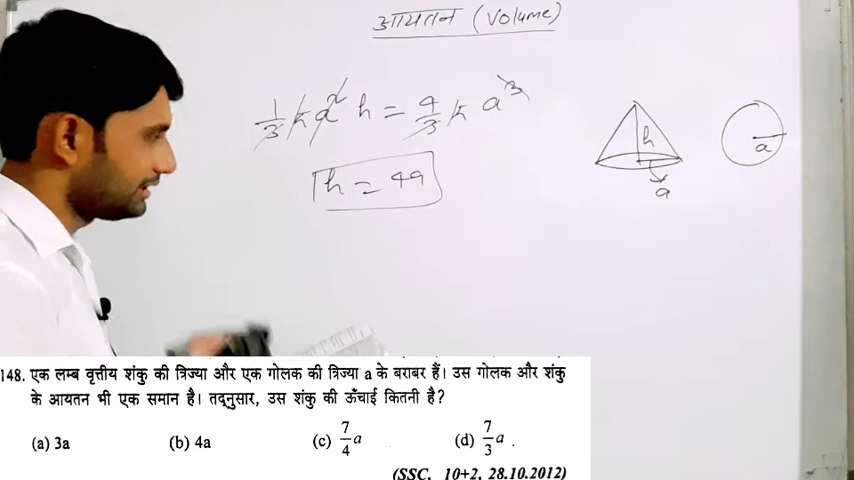 आयतन (Volume)
1/3 π a² h = 4/3 π a³
h = 4a
h
a
a
148. एक लम्ब वृत्तीय शंकु की त्रिज्या और एक गोलक की त्रिज्या a के बराबर हैं। उस गोलक और शंकु
के आयतन भी एक समान है। तद्नुसार, उस शंकु की ऊँचाई कितनी है?
(a) 3a (b) 4a (c) 7/4 a (d) 7/3 a .
(SSC, 10+2, 28.10.2012)